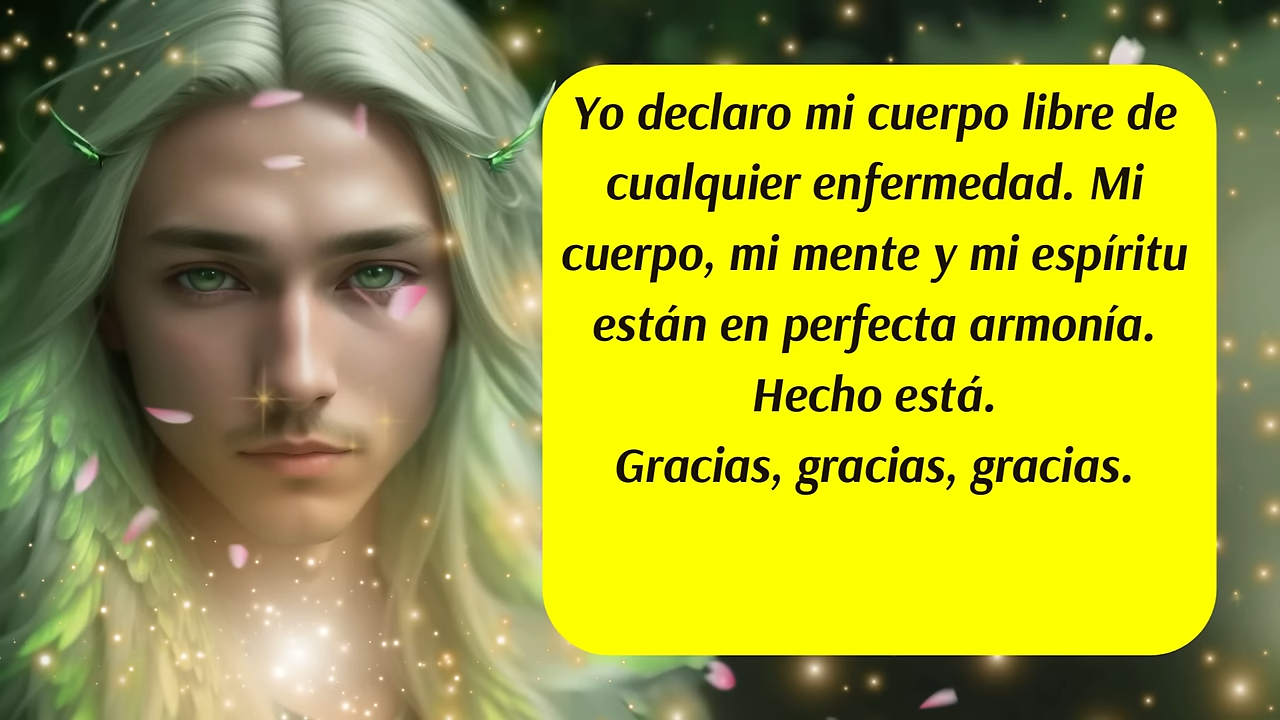 Yo declaro mi cuerpo libre de
cualquier enfermedad. Mi
cuerpo, mi mente y mi espíritu
están en perfecta armonía.
Hecho está.
Gracias, gracias, gracias.